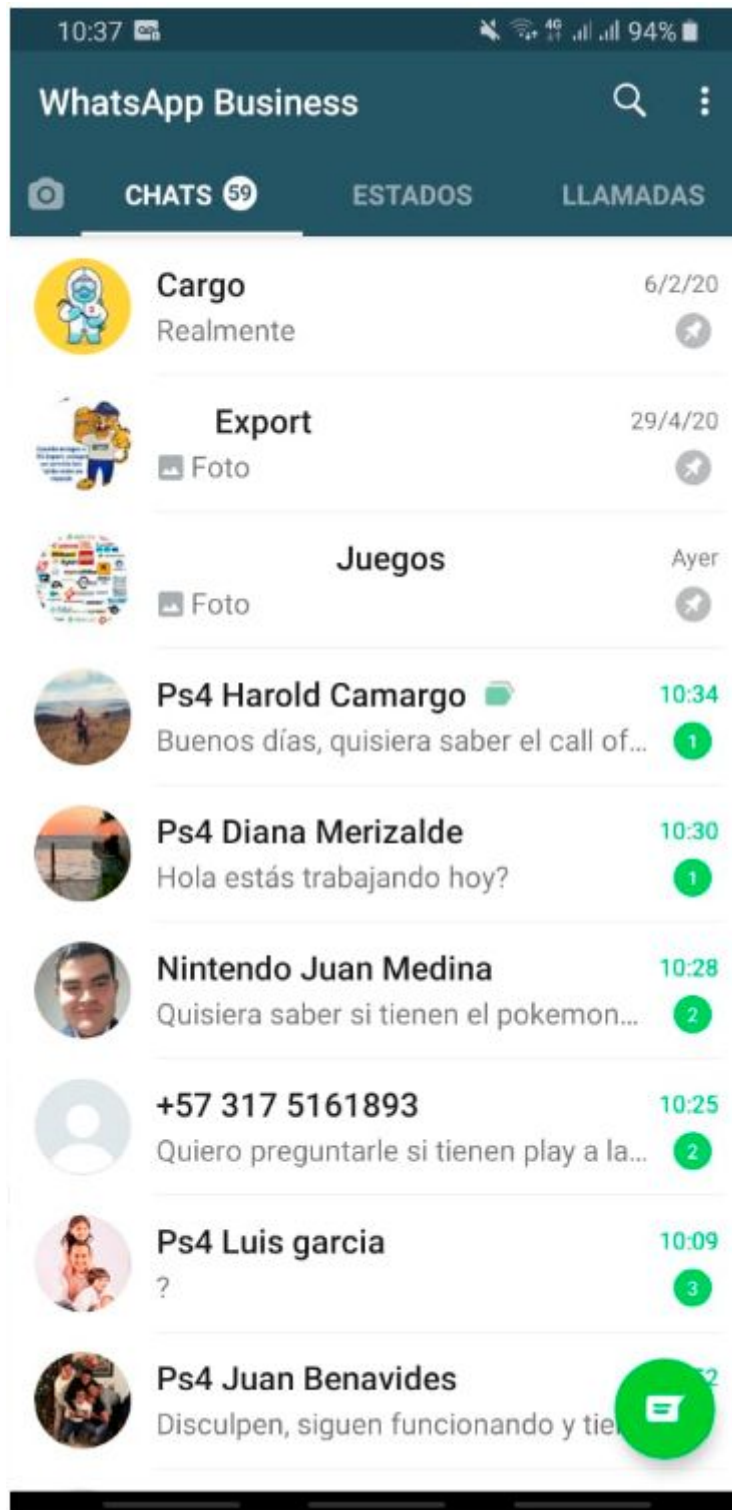 10:37
4G
94%
WhatsApp Business
CHATS 59
ESTADOS
LLAMADAS
Cargo
6/2/20
Realmente
Export
29/4/20
Foto
Juegos
Ayer
Foto
Ps4 Harold Camargo
10:34
Buenos días, quisiera saber el call of...
1
Ps4 Diana Merizalde
10:30
Hola estás trabajando hoy?
1
Nintendo Juan Medina
10:28
Quisiera saber si tienen el pokemon...
2
+57 317 5161893
10:25
Quiero preguntarle si tienen play a la...
2
Ps4 Luis garcia
10:09
?
3
Ps4 Juan Benavides
Disculpen, siguen funcionando y